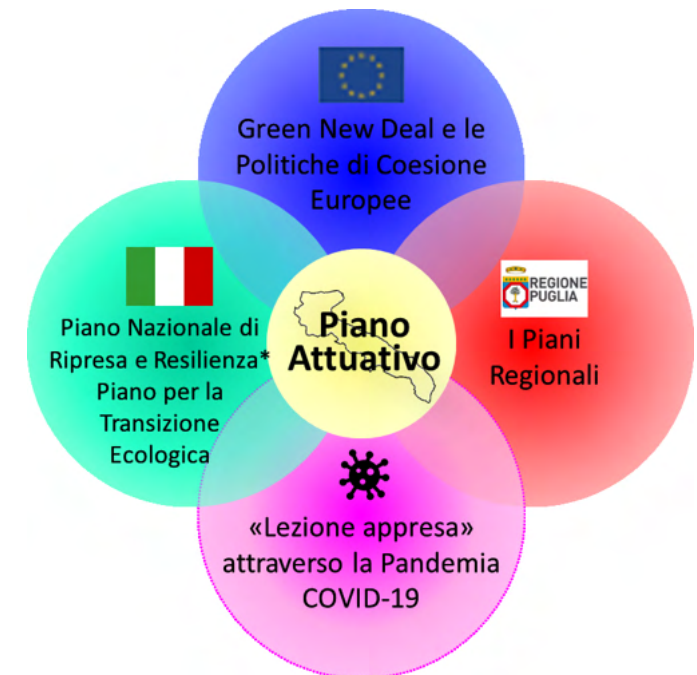 Green New Deal e le
Politiche di Coesione
Europee
Piano Nazionale di
Ripresa e Resilienza*
Piano per la
Transizione
Ecologica
Piano
Attuativo
REGIONE
PUGLIA
I Piani
Regionali
«Lezione appresa»
attraverso la Pandemia
COVID-19